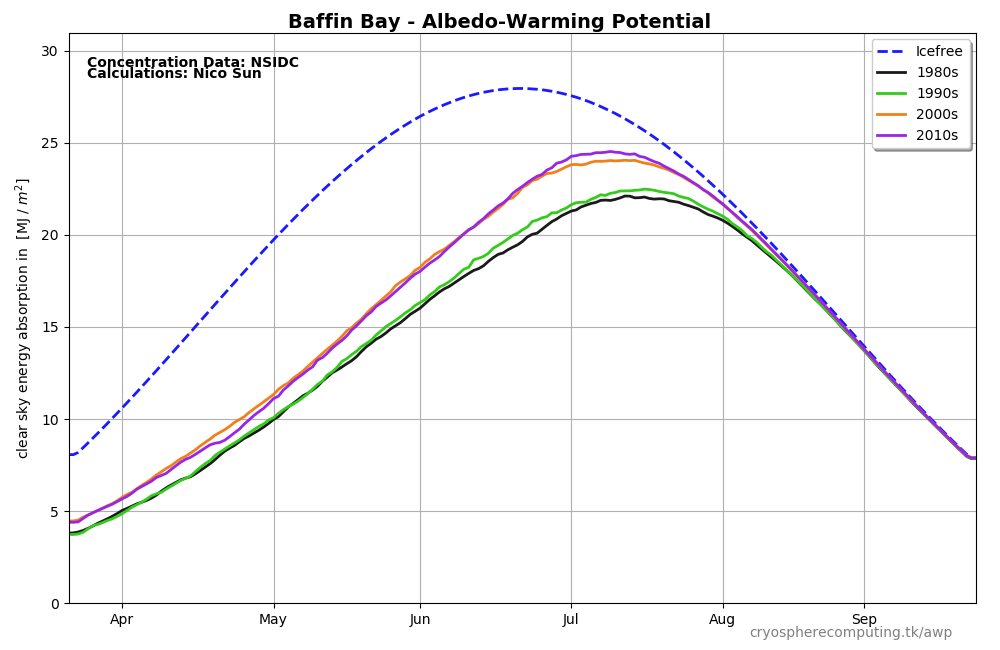 Baffin Bay - Albedo-Warming Potential
Concentration Data: NSIDC
Calculations: Nico Sun
Icefree
1980s
1990s
2000s
2010s
clear sky energy absorption in [MJ / m²]
30
25
20
15
10
5
0
Apr May Jun Jul Aug Sep
cryospherecomputing.tk/awp